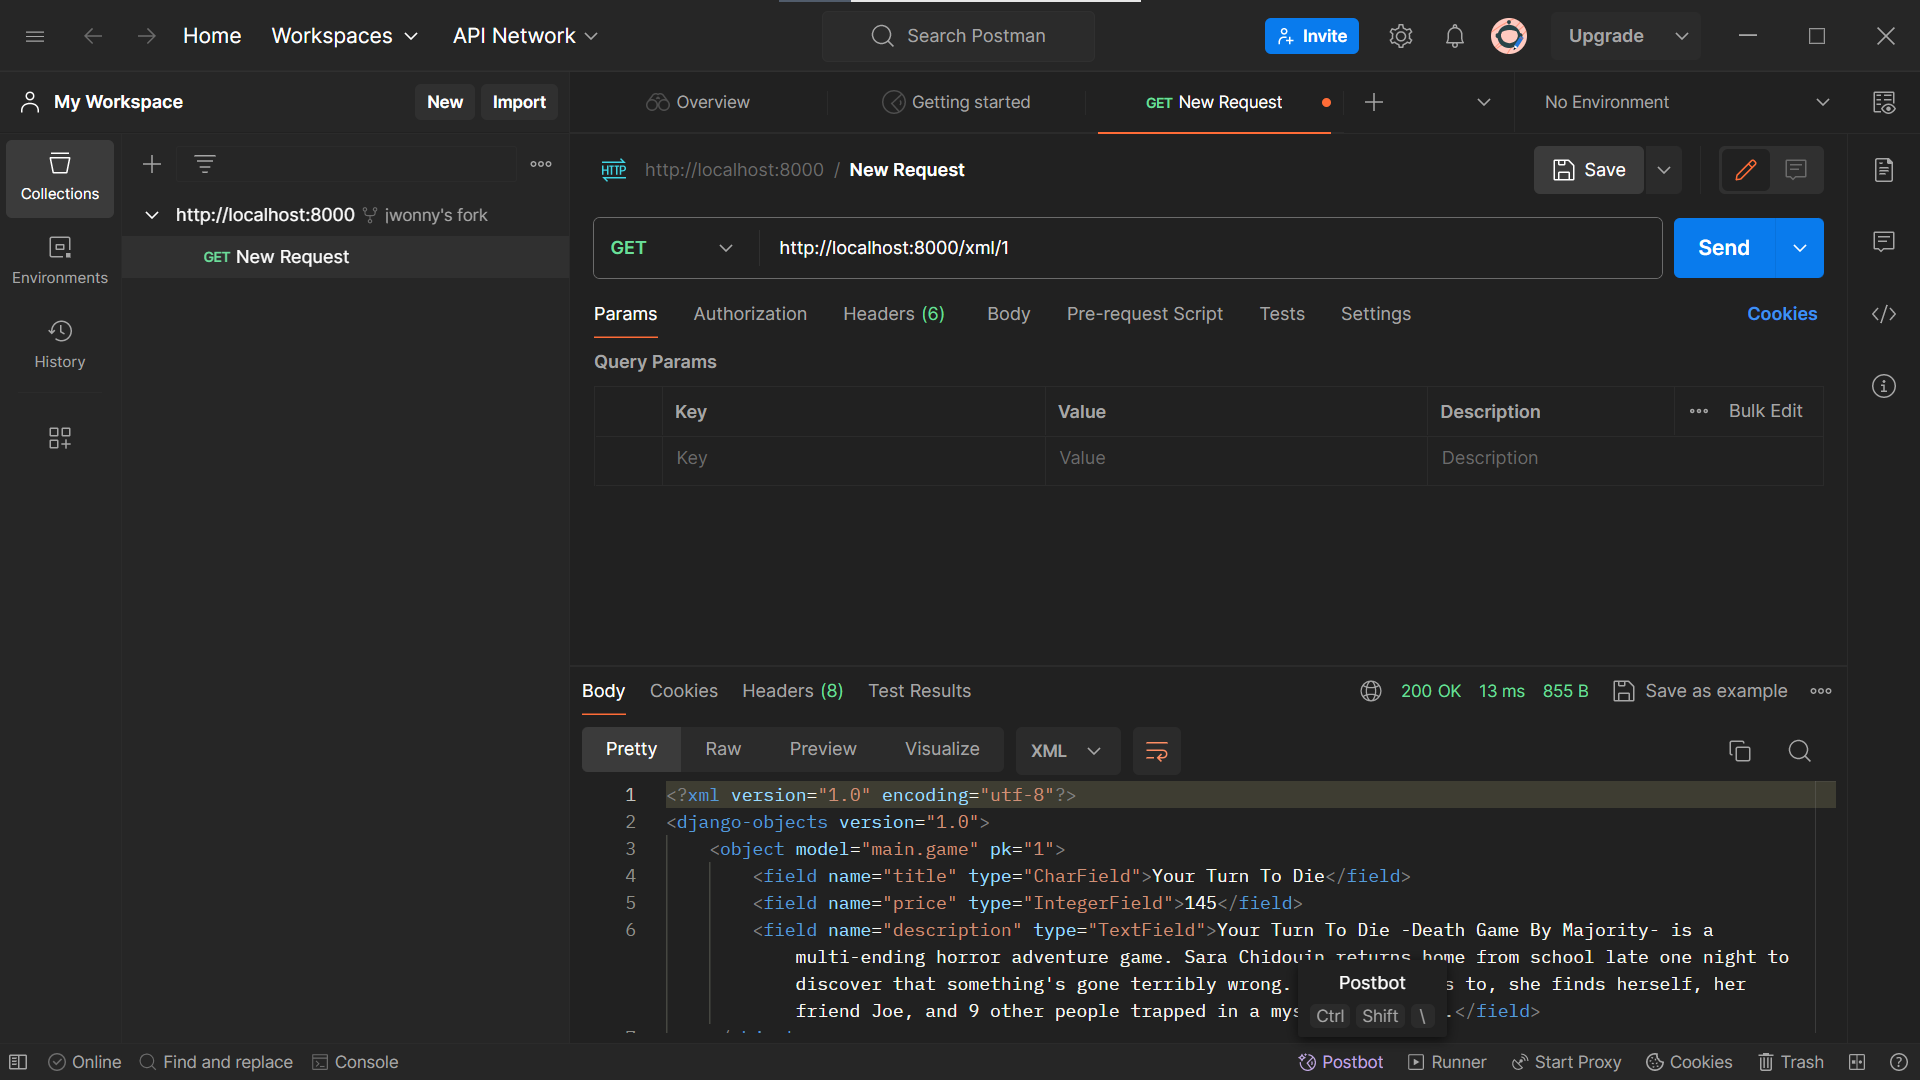 Home Workspaces API Network Search Postman Invite Upgrade
My Workspace New Import Overview Getting started GET New Request No Environment
Collections
Environments
History
http://localhost:8000 jwonny's fork
GET New Request
HTTP http://localhost:8000 / New Request Save
GET http://localhost:8000/xml/1 Send
Params Authorization Headers (6) Body Pre-request Script Tests Settings Cookies
Query Params
Key Value Description Bulk Edit
Key Value Description
Body Cookies Headers (8) Test Results 200 OK 13 ms 855 B Save as example
Pretty Raw Preview Visualize XML
1 <?xml version="1.0" encoding="utf-8"?>
2 <django-objects version="1.0">
3 <object model="main.game" pk="1">
4 <field name="title" type="CharField">Your Turn To Die</field>
5 <field name="price" type="IntegerField">145</field>
6 <field name="description" type="TextField">Your Turn To Die -Death Game By Majority- is a
multi-ending horror adventure game. Sara Chidouin returns home from school late one night to
discover that something's gone terribly wrong. to, she finds herself, her
friend Joe, and 9 other people trapped in a .</field>
Postbot
Ctrl Shift \
Online Find and replace Console Postbot Runner Start Proxy Cookies Trash